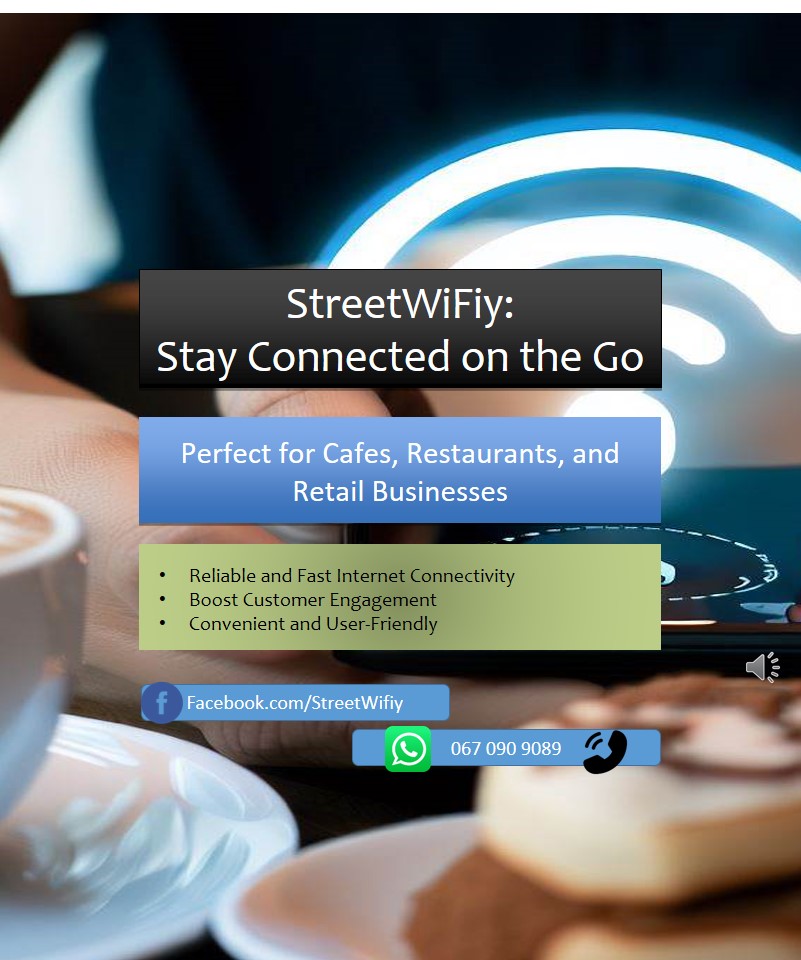 StreetWiFiy:
Stay Connected on the Go
Perfect for Cafes, Restaurants, and
Retail Businesses
• Reliable and Fast Internet Connectivity
• Boost Customer Engagement
• Convenient and User-Friendly
f Facebook.com/StreetWifiy
067 090 9089